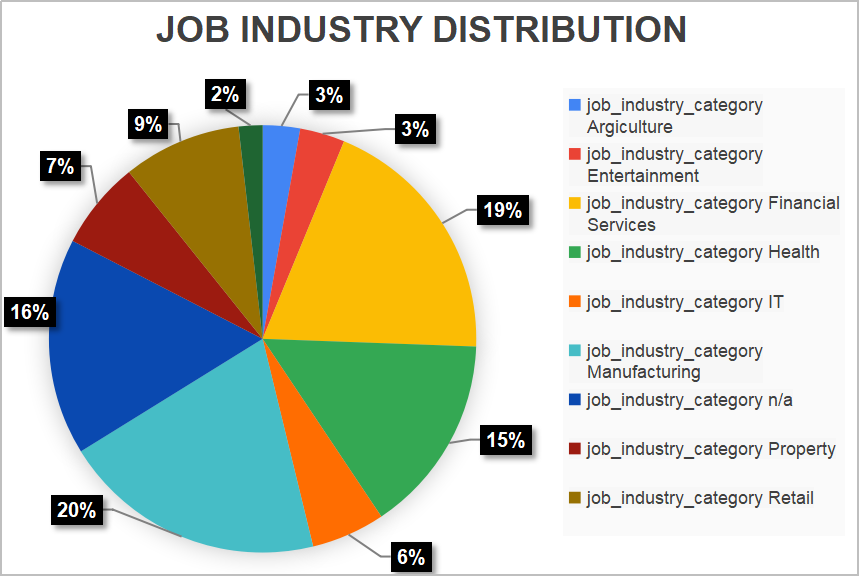 JOB INDUSTRY DISTRIBUTION
2%
3%
3%
9%
7%
19%
16%
15%
20%
6%
job_industry_category
Argiculture
job_industry_category
Entertainment
job_industry_category Financial
Services
job_industry_category Health
job_industry_category IT
job_industry_category
Manufacturing
job_industry_category n/a
job_industry_category Property
job_industry_category Retail